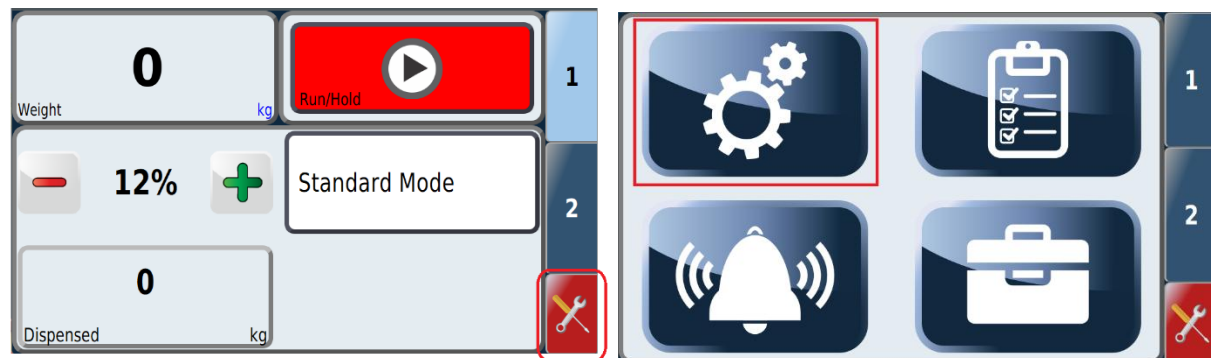 0
Weight kg
Run/Hold
1
12%
Standard Mode
2
0
Dispensed kg
1
2